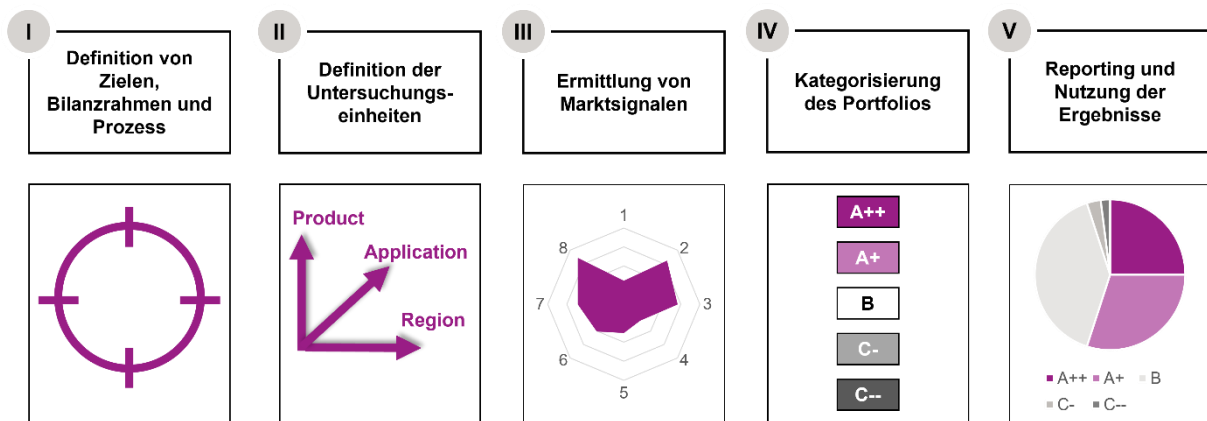 I
Definition von
Zielen,
Bilanzrahmen und
Prozess
II
Definition der
Untersuchungs-
einheiten
III
Ermittlung von
Marktsignalen
IV
Kategorisierung
des Portfolios
V
Reporting und
Nutzung der
Ergebnisse
Product
Application
Region
1
2
3
4
5
6
7
8
A++
A+
B
C-
C--
A++ A+ B
C- C--